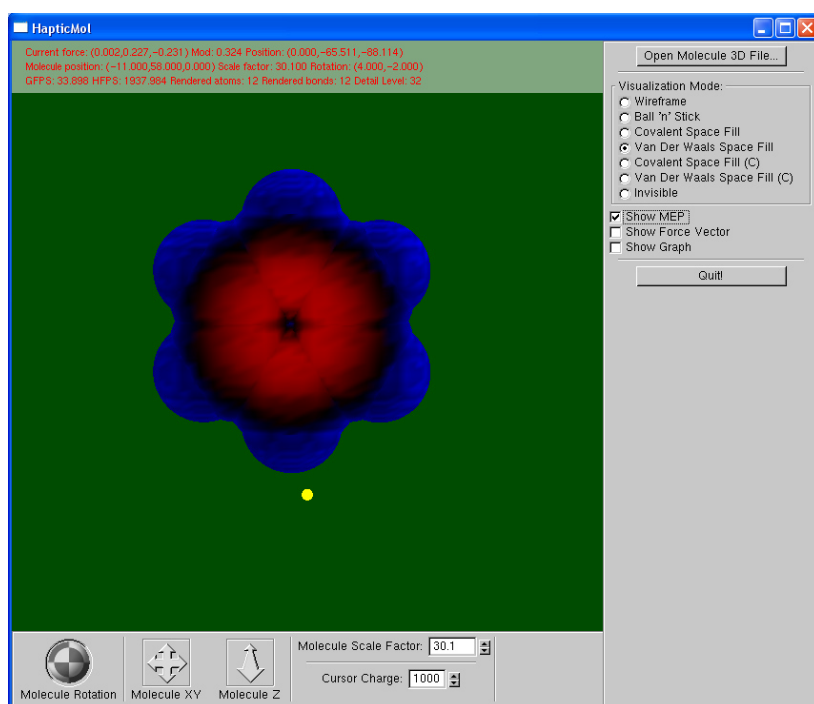 HapticMol
Current force: (0.002,0.227,-0.231) Mod: 0.324 Position: (0.000,-65.511,-88.114)
Molecule position: (-11.000,58.000,0.000) Scale factor: 30.100 Rotation: (4.000,-2.000)
GFPS: 33.898 HFPS: 1937.984 Rendered atoms: 12 Rendered bonds: 12 Detail Level: 32
Open Molecule 3D File...
Visualization Mode:
Wireframe
Ball 'n' Stick
Covalent Space Fill
Van Der Waals Space Fill
Covalent Space Fill (C)
Van Der Waals Space Fill (C)
Invisible
Show MEP
Show Force Vector
Show Graph
Quit!
Molecule Rotation
Molecule XY
Molecule Z
Molecule Scale Factor: 30.1
Cursor Charge: 1000